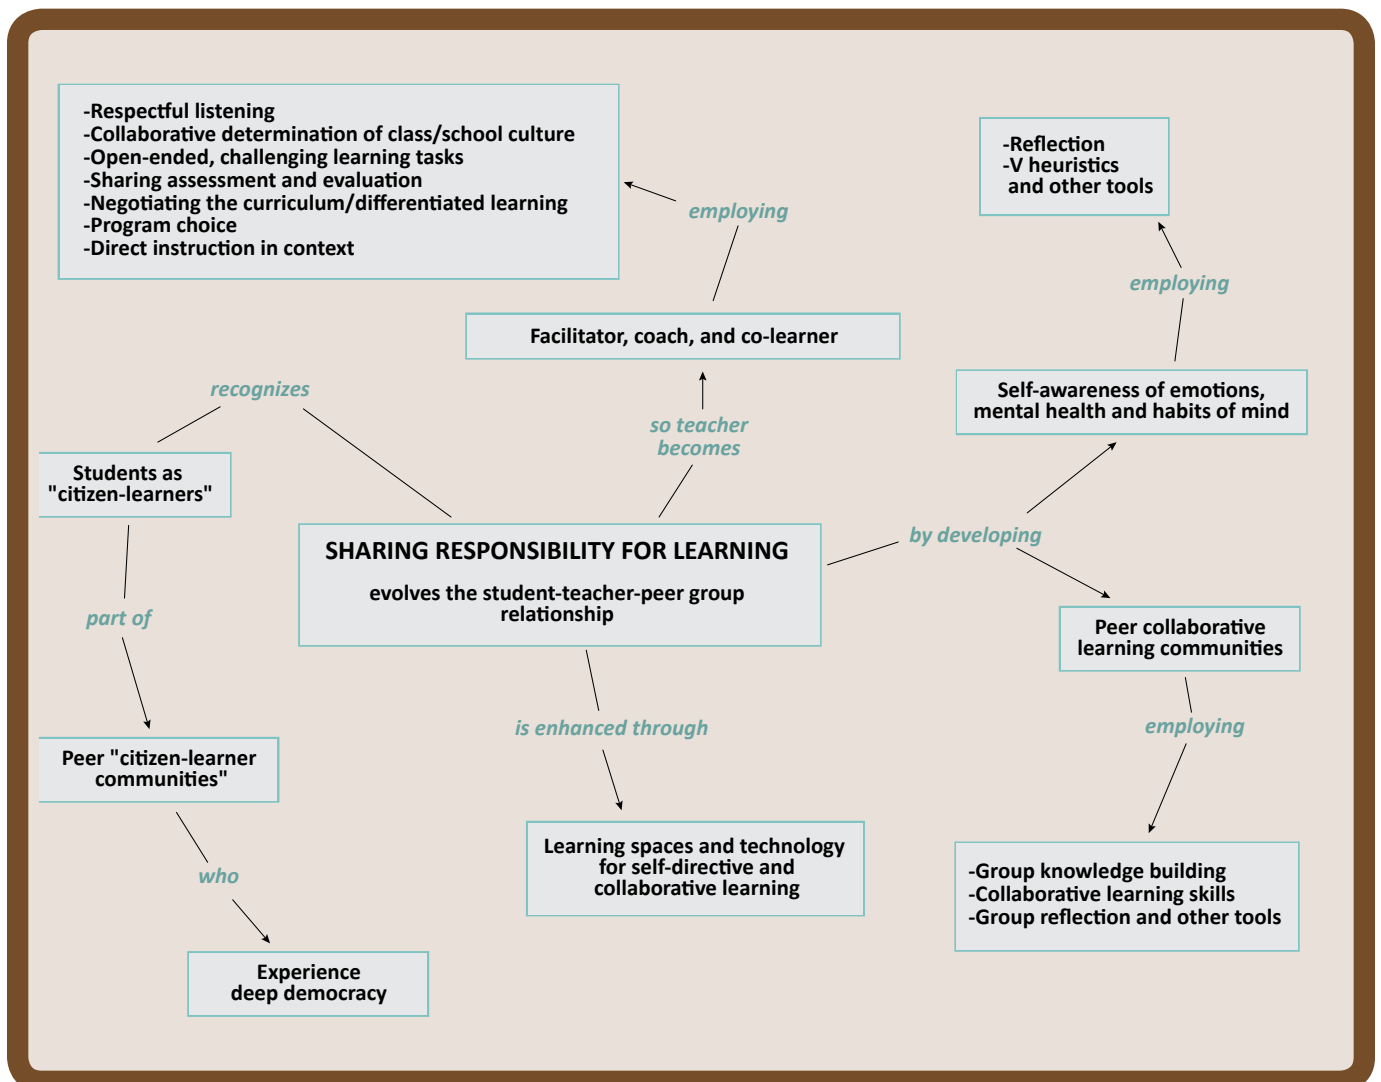 -Respectful listening
-Collaborative determination of class/school culture
-Open-ended, challenging learning tasks
-Sharing assessment and evaluation
-Negotiating the curriculum/differentiated learning
-Program choice
-Direct instruction in context
employing
-Reflection
-V heuristics
and other tools
employing
Facilitator, coach, and co-learner
recognizes
so teacher
becomes
Self-awareness of emotions,
mental health and habits of mind
Students as
"citizen-learners"
SHARING RESPONSIBILITY FOR LEARNING
evolves the student-teacher-peer group
relationship
by developing
part of
Peer collaborative
learning communities
is enhanced through
employing
Peer "citizen-learner
communities"
who
Learning spaces and technology
for self-directive and
collaborative learning
-Group knowledge building
-Collaborative learning skills
-Group reflection and other tools
Experience
deep democracy